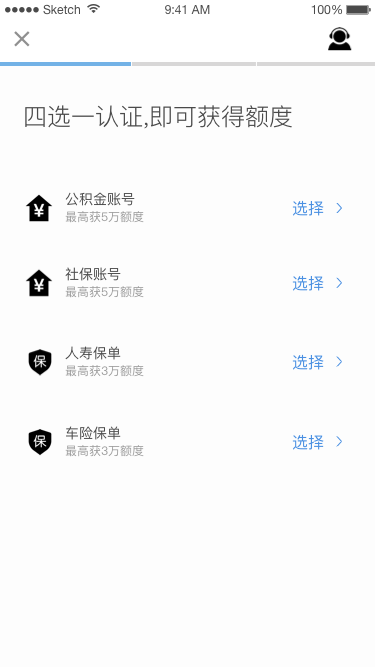 Sketch 9:41 AM 100%
四选一认证,即可获得额度
¥ 公积金账号
最高获5万额度
选择
¥ 社保账号
最高获5万额度
选择
保 人寿保单
最高获3万额度
选择
保 车险保单
最高获3万额度
选择